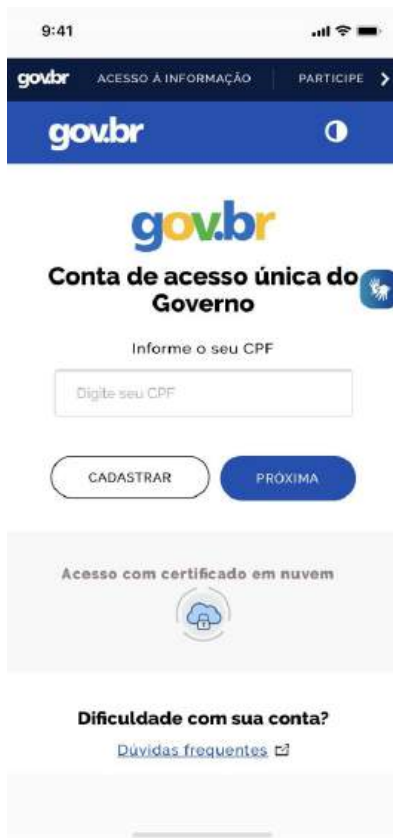 9:41
gov.br ACESSO À INFORMAÇÃO PARTICIPE
gov.br
gov.br
Conta de acesso única do
Governo
Informe o seu CPF
Digite seu CPF
CADASTRAR PRÓXIMA
Acesso com certificado em nuvem
Dificuldade com sua conta?
Dúvidas frequentes